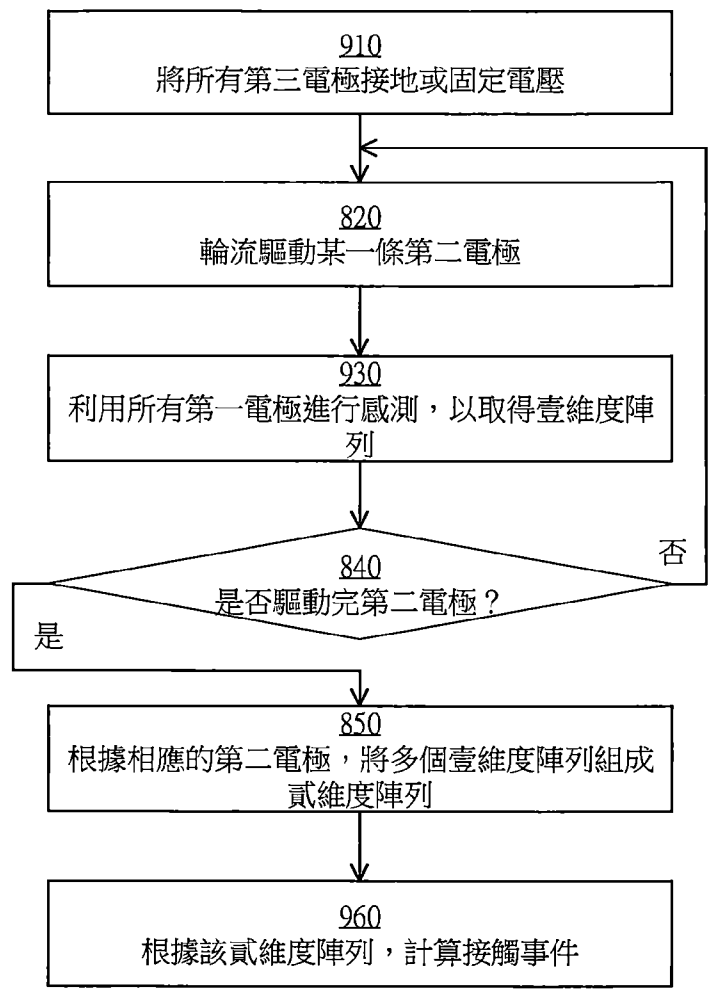 910
將所有第三電極接地或固定電壓
820
輪流驅動某一條第二電極
930
利用所有第一電極進行感測，以取得壹維度陣
列
840
是否驅動完第二電極？
否
是
850
根據相應的第二電極，將多個壹維度陣列組成
貳維度陣列
960
根據該貳維度陣列，計算接觸事件